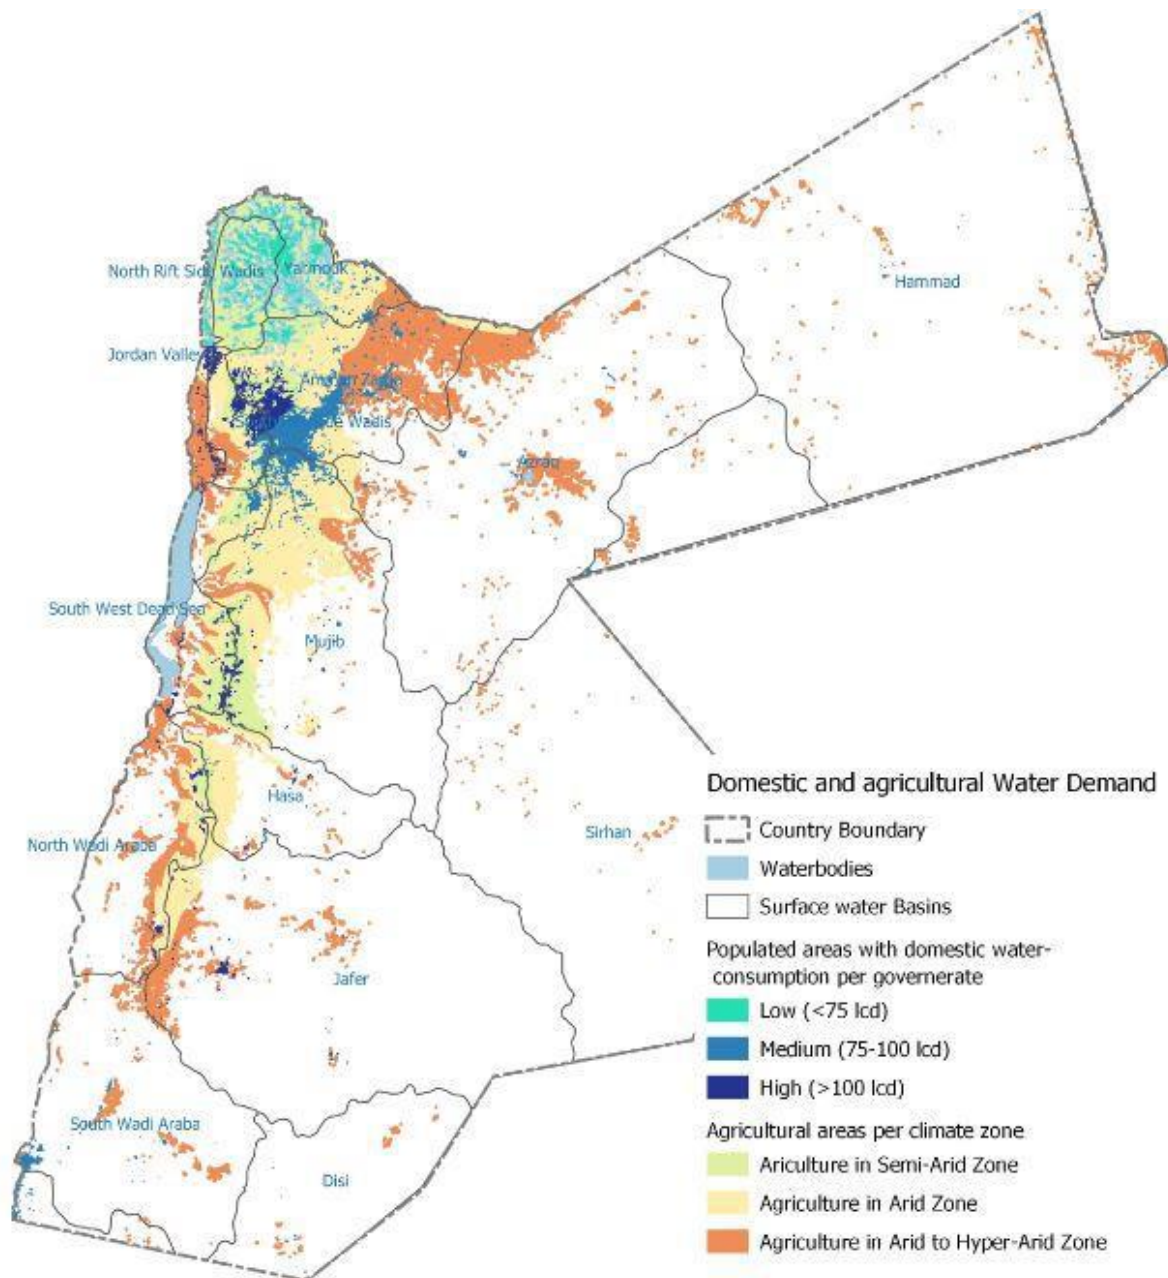 Hammad
North Rift Side Wadis
Yarmouk
Jordan Valley
Wadis
Azraq
South West Dead Sea
Mujib
Hasa
North Wadi Araba
Sirhan
Jafer
South Wadi Araba
Disi
Domestic and agricultural Water Demand
Country Boundary
Waterbodies
Surface water Basins
Populated areas with domestic water-
consumption per governerate
Low (<75 lcd)
Medium (75-100 lcd)
High (>100 lcd)
Agricultural areas per climate zone
Ariculture in Semi-Arid Zone
Agriculture in Arid Zone
Agriculture in Arid to Hyper-Arid Zone